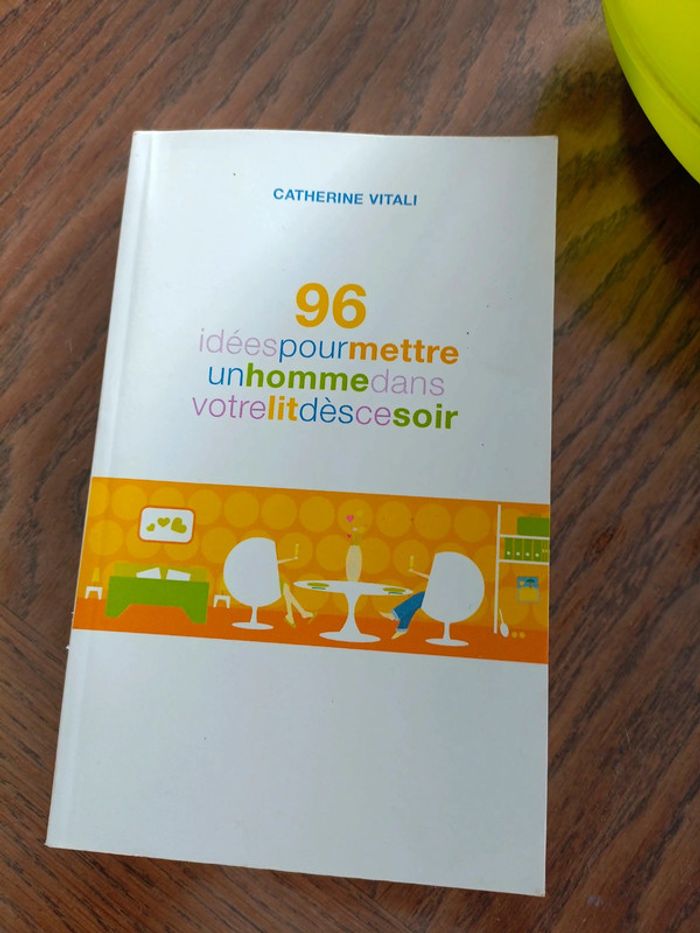 CATHERINE VITALI
96
idéespourmettre
unhommedans
votrelitdèscesoir